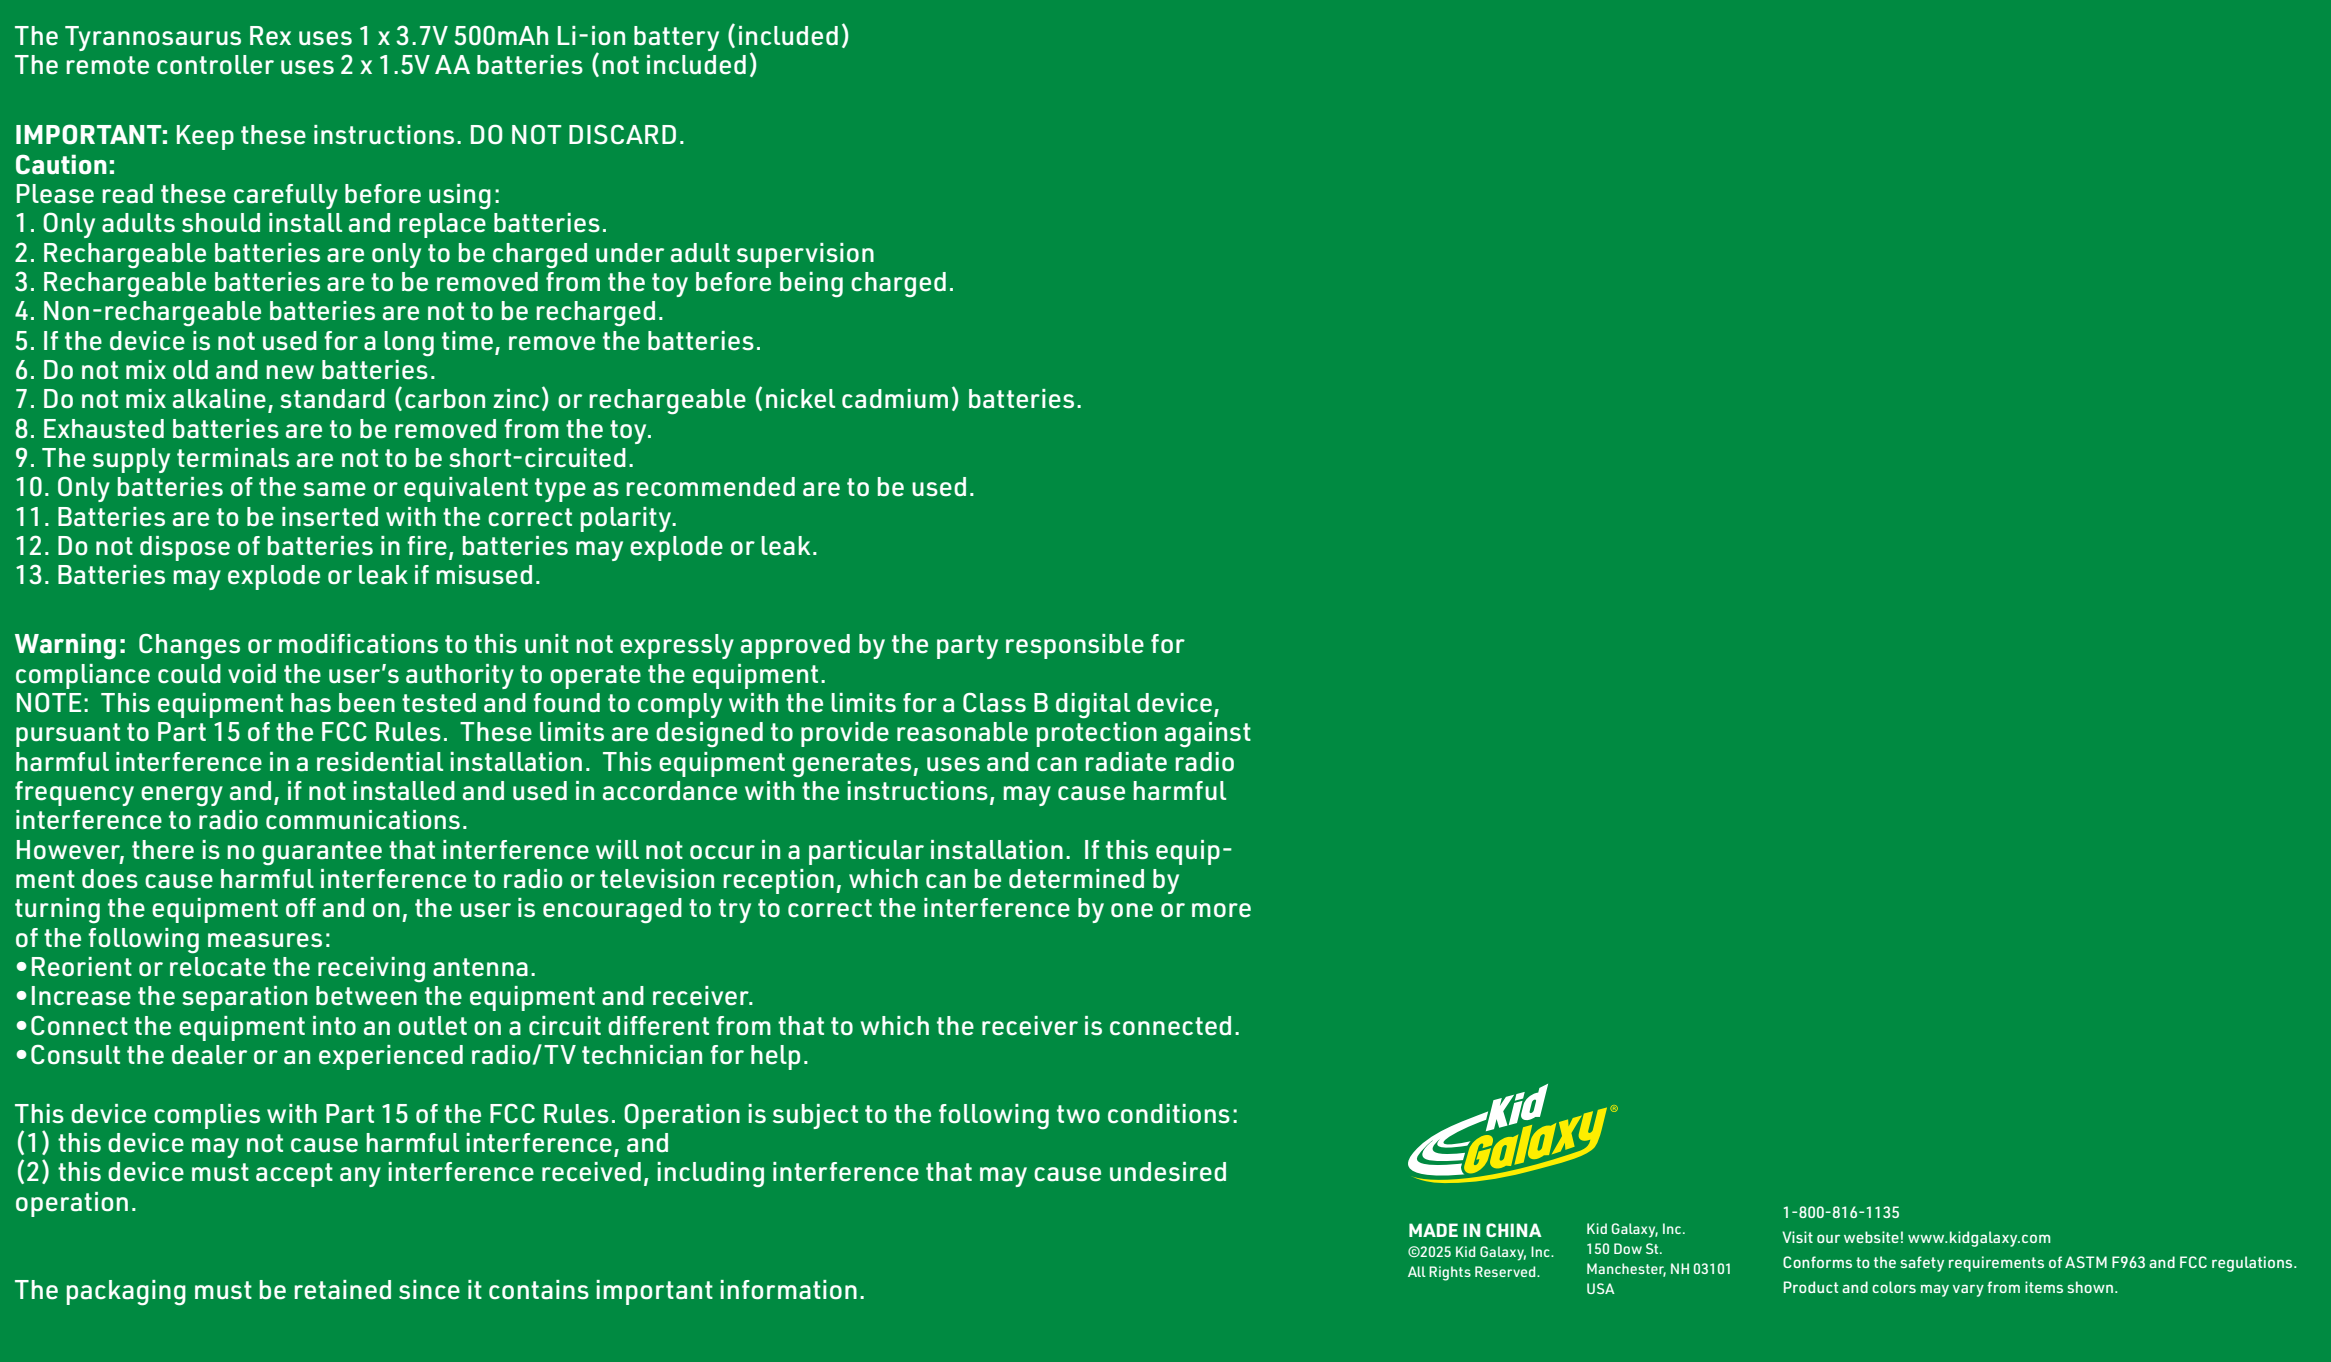 The Tyrannosaurus Rex uses 1 x 3.7V 500mAh Li-ion battery (included)
The remote controller uses 2 x 1.5V AA batteries (not included)
IMPORTANT: Keep these instructions. DO NOT DISCARD.
Caution:
Please read these carefully before using:
1. Only adults should install and replace batteries.
2. Rechargeable batteries are only to be charged under adult supervision
3. Rechargeable batteries are to be removed from the toy before being charged.
4. Non-rechargeable batteries are not to be recharged.
5. If the device is not used for a long time, remove the batteries.
6. Do not mix old and new batteries.
7. Do not mix alkaline, standard (carbon zinc) or rechargeable (nickel cadmium) batteries.
8. Exhausted batteries are to be removed from the toy.
9. The supply terminals are not to be short-circuited.
10. Only batteries of the same or equivalent type as recommended are to be used.
11. Batteries are to be inserted with the correct polarity.
12. Do not dispose of batteries in fire, batteries may explode or leak.
13. Batteries may explode or leak if misused.
Warning: Changes or modifications to this unit not expressly approved by the party responsible for
compliance could void the user’s authority to operate the equipment.
NOTE: This equipment has been tested and found to comply with the limits for a Class B digital device,
pursuant to Part 15 of the FCC Rules. These limits are designed to provide reasonable protection against
harmful interference in a residential installation. This equipment generates, uses and can radiate radio
frequency energy and, if not installed and used in accordance with the instructions, may cause harmful
interference to radio communications.
However, there is no guarantee that interference will not occur in a particular installation. If this equip-
ment does cause harmful interference to radio or television reception, which can be determined by
turning the equipment off and on, the user is encouraged to try to correct the interference by one or more
of the following measures:
•Reorient or relocate the receiving antenna.
•Increase the separation between the equipment and receiver.
•Connect the equipment into an outlet on a circuit different from that to which the receiver is connected.
•Consult the dealer or an experienced radio/TV technician for help.
This device complies with Part 15 of the FCC Rules. Operation is subject to the following two conditions:
(1) this device may not cause harmful interference, and
(2) this device must accept any interference received, including interference that may cause undesired
operation.
The packaging must be retained since it contains important information.
Kid
Galaxy®
MADE IN CHINA
©2025 Kid Galaxy, Inc.
All Rights Reserved.
Kid Galaxy, Inc.
150 Dow St.
Manchester, NH 03101
USA
1-800-816-1135
Visit our website! www.kidgalaxy.com
Conforms to the safety requirements of ASTM F963 and FCC regulations.
Product and colors may vary from items shown.